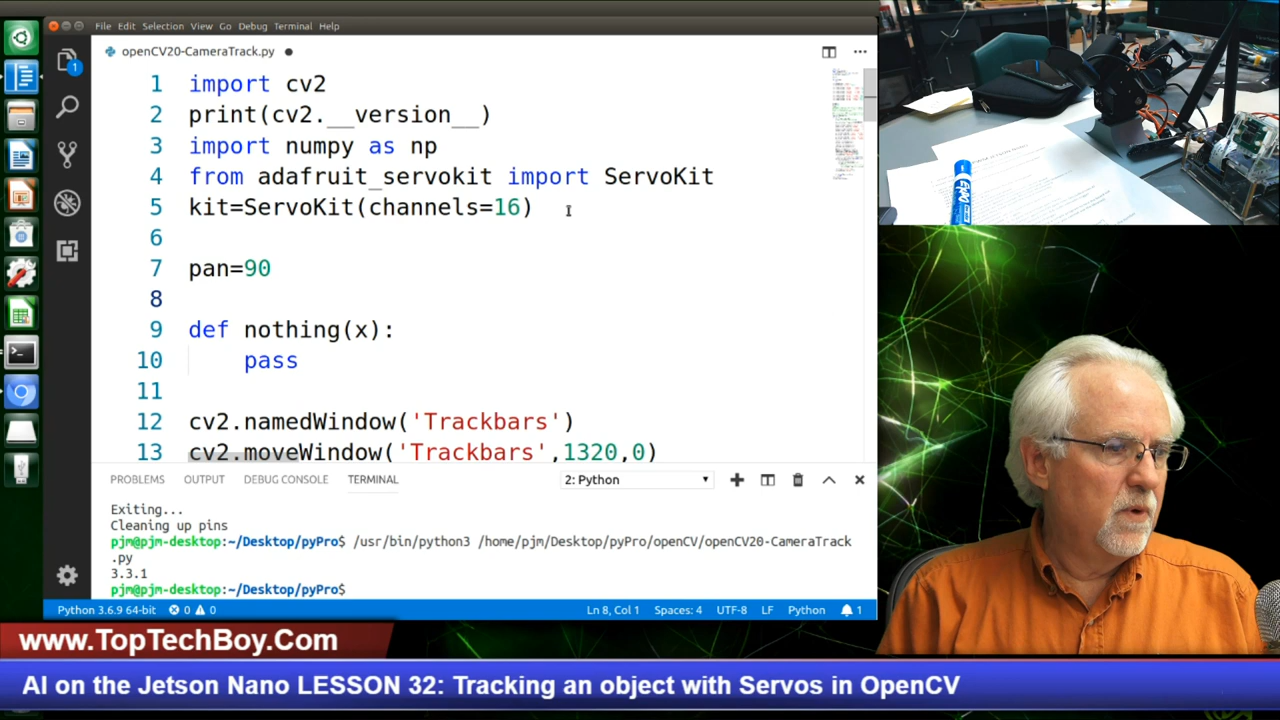 File Edit Selection View Go Debug Terminal Help
openCV20-CameraTrack.py
1 import cv2
2 print(cv2.__version__)
3 import numpy as np
4 from adafruit_servokit import ServoKit
5 kit=ServoKit(channels=16)
6
7 pan=90
8
9 def nothing(x):
10 pass
11
12 cv2.namedWindow('Trackbars')
13 cv2.moveWindow('Trackbars',1320,0)
1
PROBLEMS OUTPUT DEBUG CONSOLE TERMINAL 2: Python
Exiting...
Cleaning up pins
pjm@pjm-desktop:~/Desktop/pyPro$ /usr/bin/python3 /home/pjm/Desktop/pyPro/openCV/openCV20-CameraTrack
.py
3.3.1
pjm@pjm-desktop:~/Desktop/pyPro$
Python 3.6.9 64-bit 0 0 Ln 8, Col 1 Spaces: 4 UTF-8 LF Python 1
EXPO
www.TopTechBoy.Com
AI on the Jetson Nano LESSON 32: Tracking an object with Servos in OpenCV